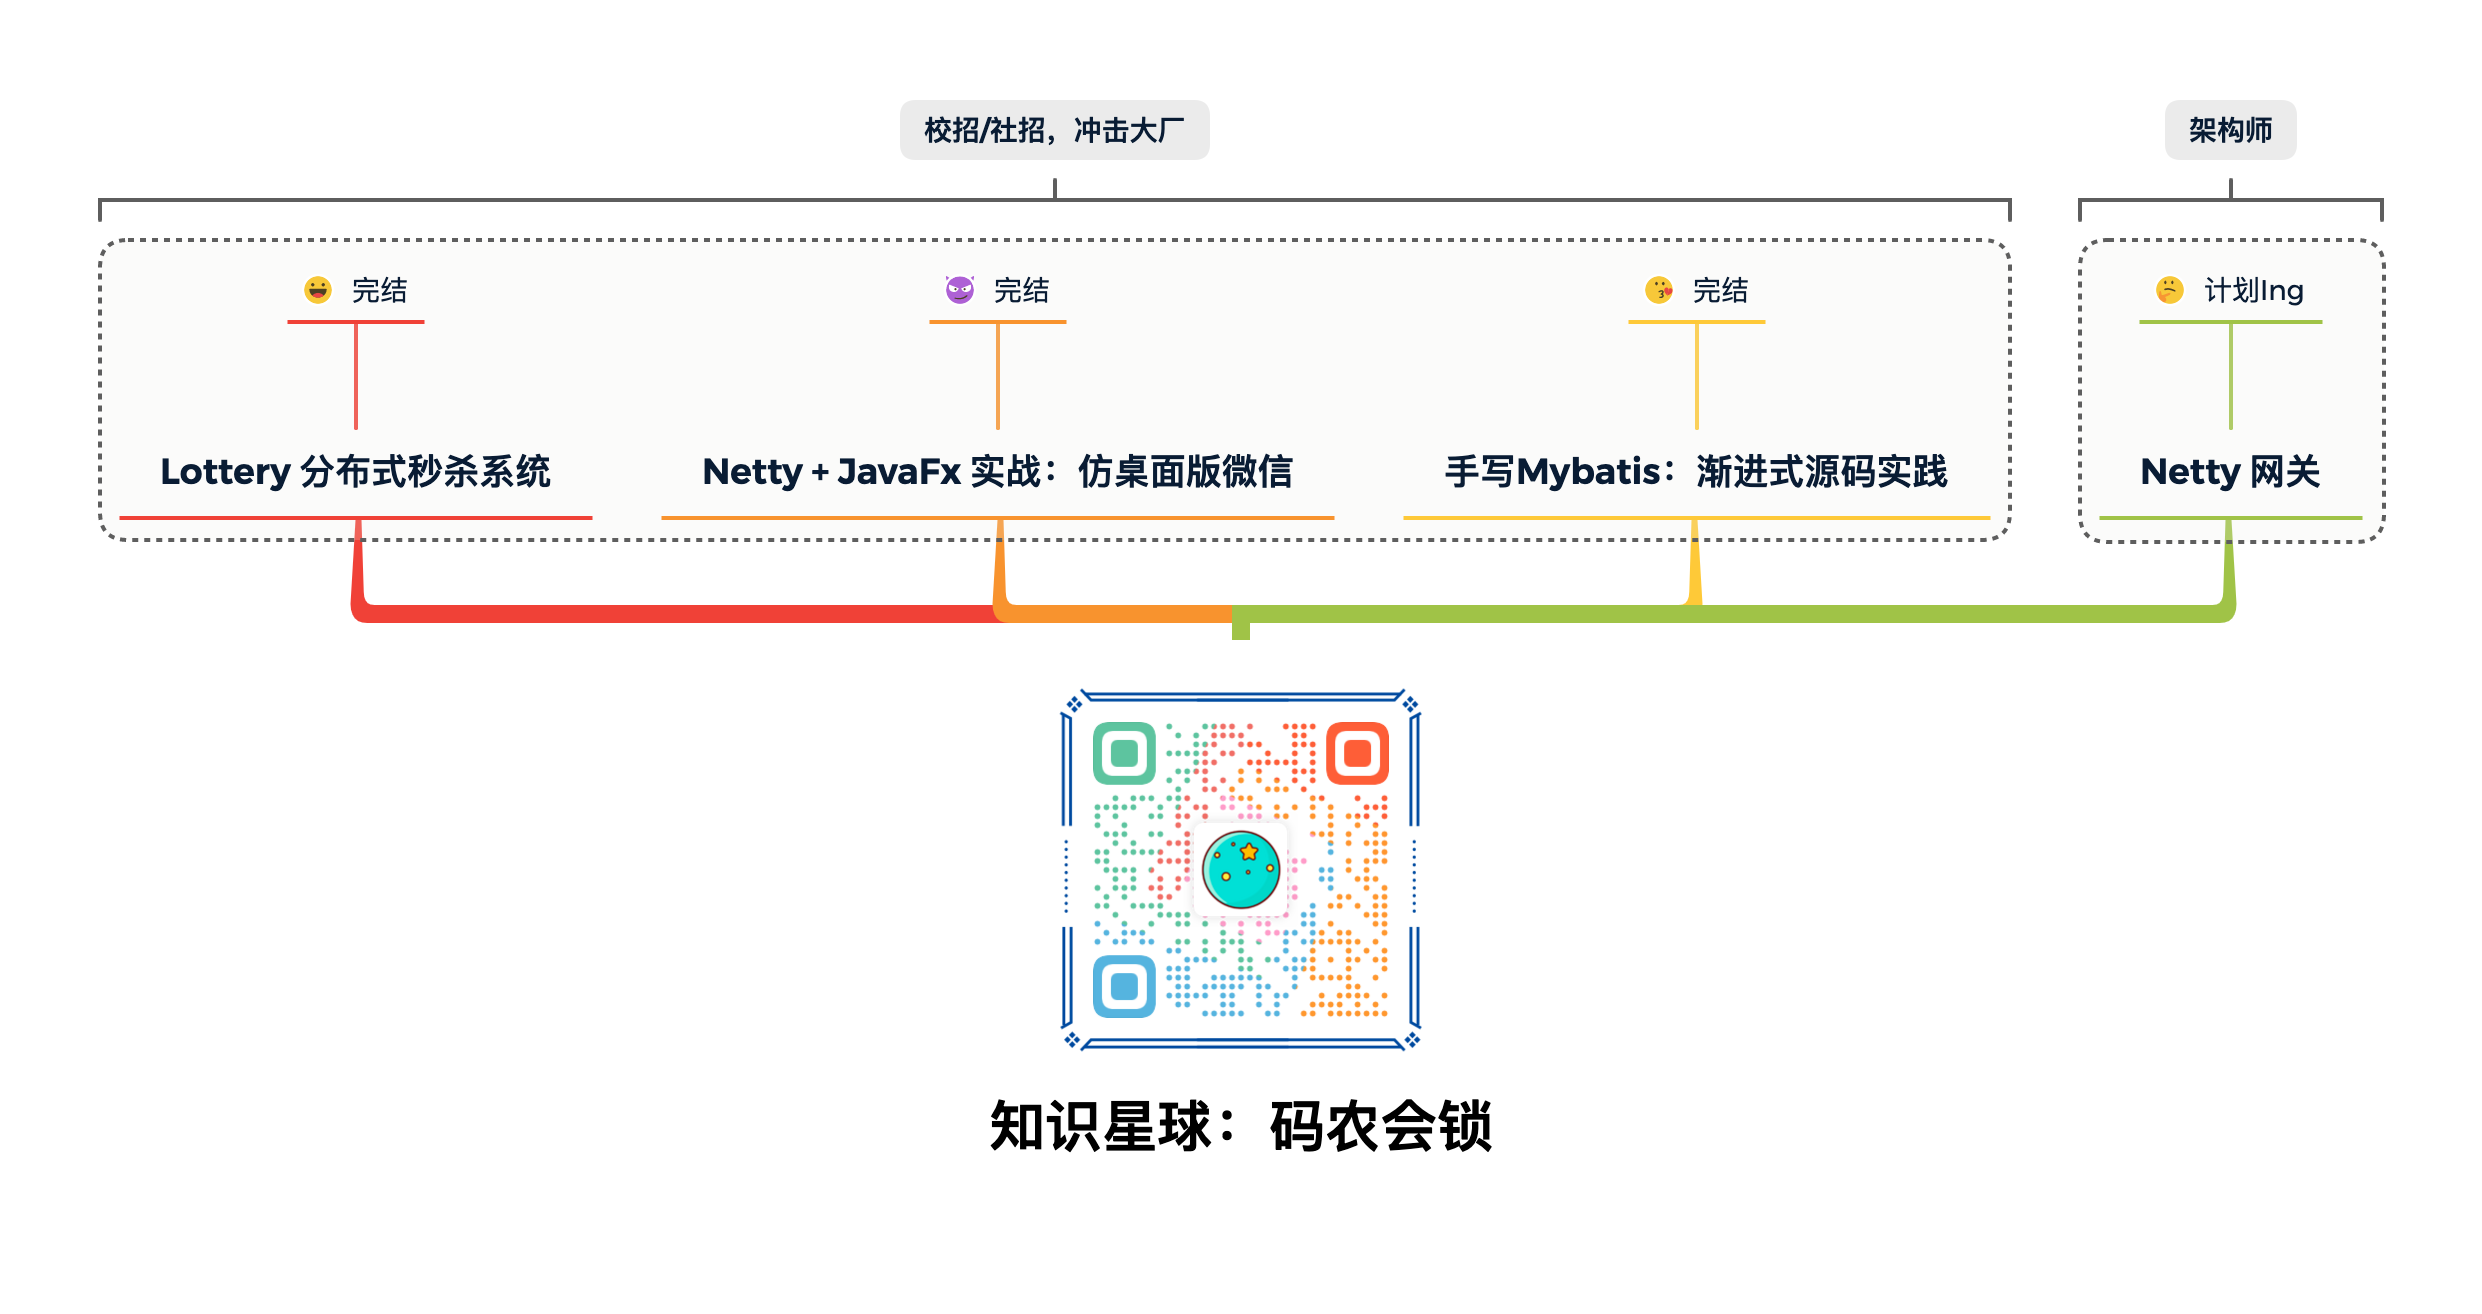 校招/社招，冲击大厂
架构师
完结
完结
完结
计划Ing
Lottery 分布式秒杀系统
Netty + JavaFx 实战：仿桌面版微信
手写Mybatis：渐进式源码实践
Netty 网关
知识星球：码农会锁